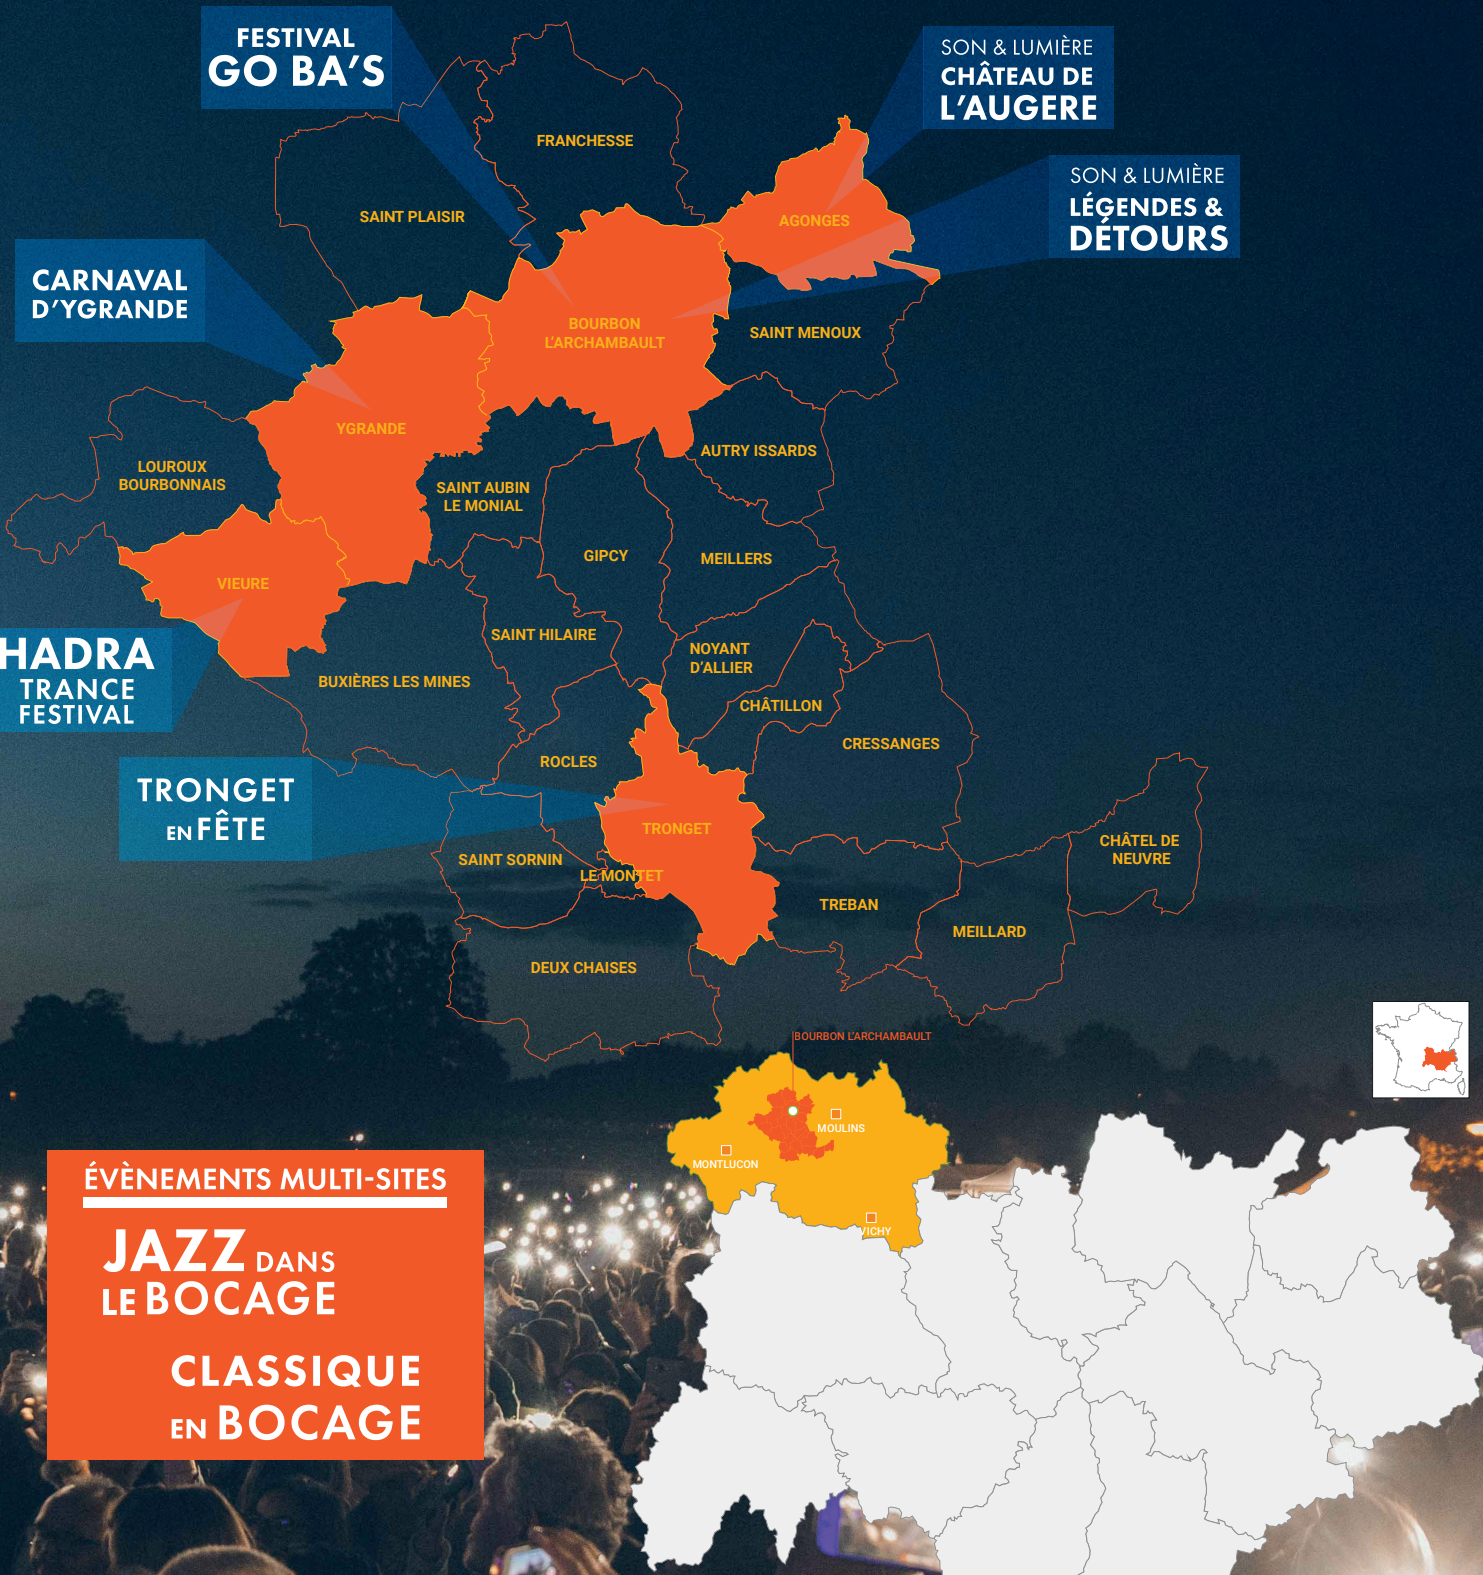 FESTIVAL
GO BA'S
SON & LUMIÈRE
CHÂTEAU DE
L'AUGERE
SON & LUMIÈRE
LÉGENDES &
DÉTOURS
CARNAVAL
D'YGRANDE
FRANCHESSE
SAINT PLAISIR
AGONGES
BOURBON
L'ARCHAMBAULT
SAINT MENOUX
YGRANDE
AUTRY ISSARDS
LOUROUX
BOURBONNAIS
SAINT AUBIN
LE MONIAL
GIPCY
MEILLERS
VIEURE
SAINT HILAIRE
NOYANT
D'ALLIER
HADRA
TRANCE
FESTIVAL
BUXIÈRES LES MINES
CHÂTILLON
CRESSANGES
ROCLES
TRONGET
EN FÊTE
TRONGET
CHÂTEL DE
NEUVRE
SAINT SORNIN
LE MONTET
TREBAN
MEILLARD
DEUX CHAISES
BOURBON L'ARCHAMBAULT
MOULINS
MONTLUCON
VICHY
ÉVÈNEMENTS MULTI-SITES
JAZZ DANS
LE BOCAGE
CLASSIQUE
EN BOCAGE